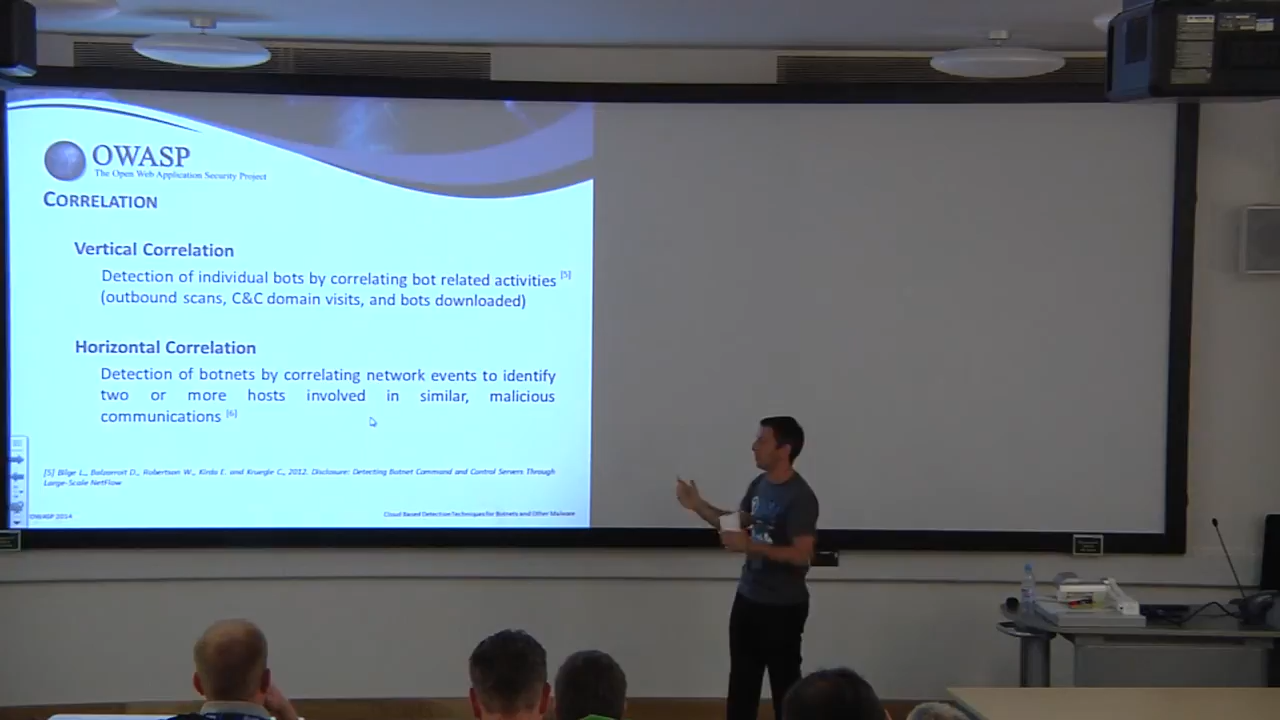 OWASP
The Open Web Application Security Project
CORRELATION
Vertical Correlation
Detection of individual bots by correlating bot related activities [5]
(outbound scans, C&C domain visits, and bots downloaded)
Horizontal Correlation
Detection of botnets by correlating network events to identify
two or more hosts involved in similar, malicious
communications [6]
[5] Bilge L., Balzarrot D., Robertson W., Kirda E. and Kruegle C., 2012. Disclosure: Detecting Botnet Command and Control Servers Through
Large-Scale NetFlow
OWASP 2014
Cloud Based Detection Techniques for Botnets and Other Malware